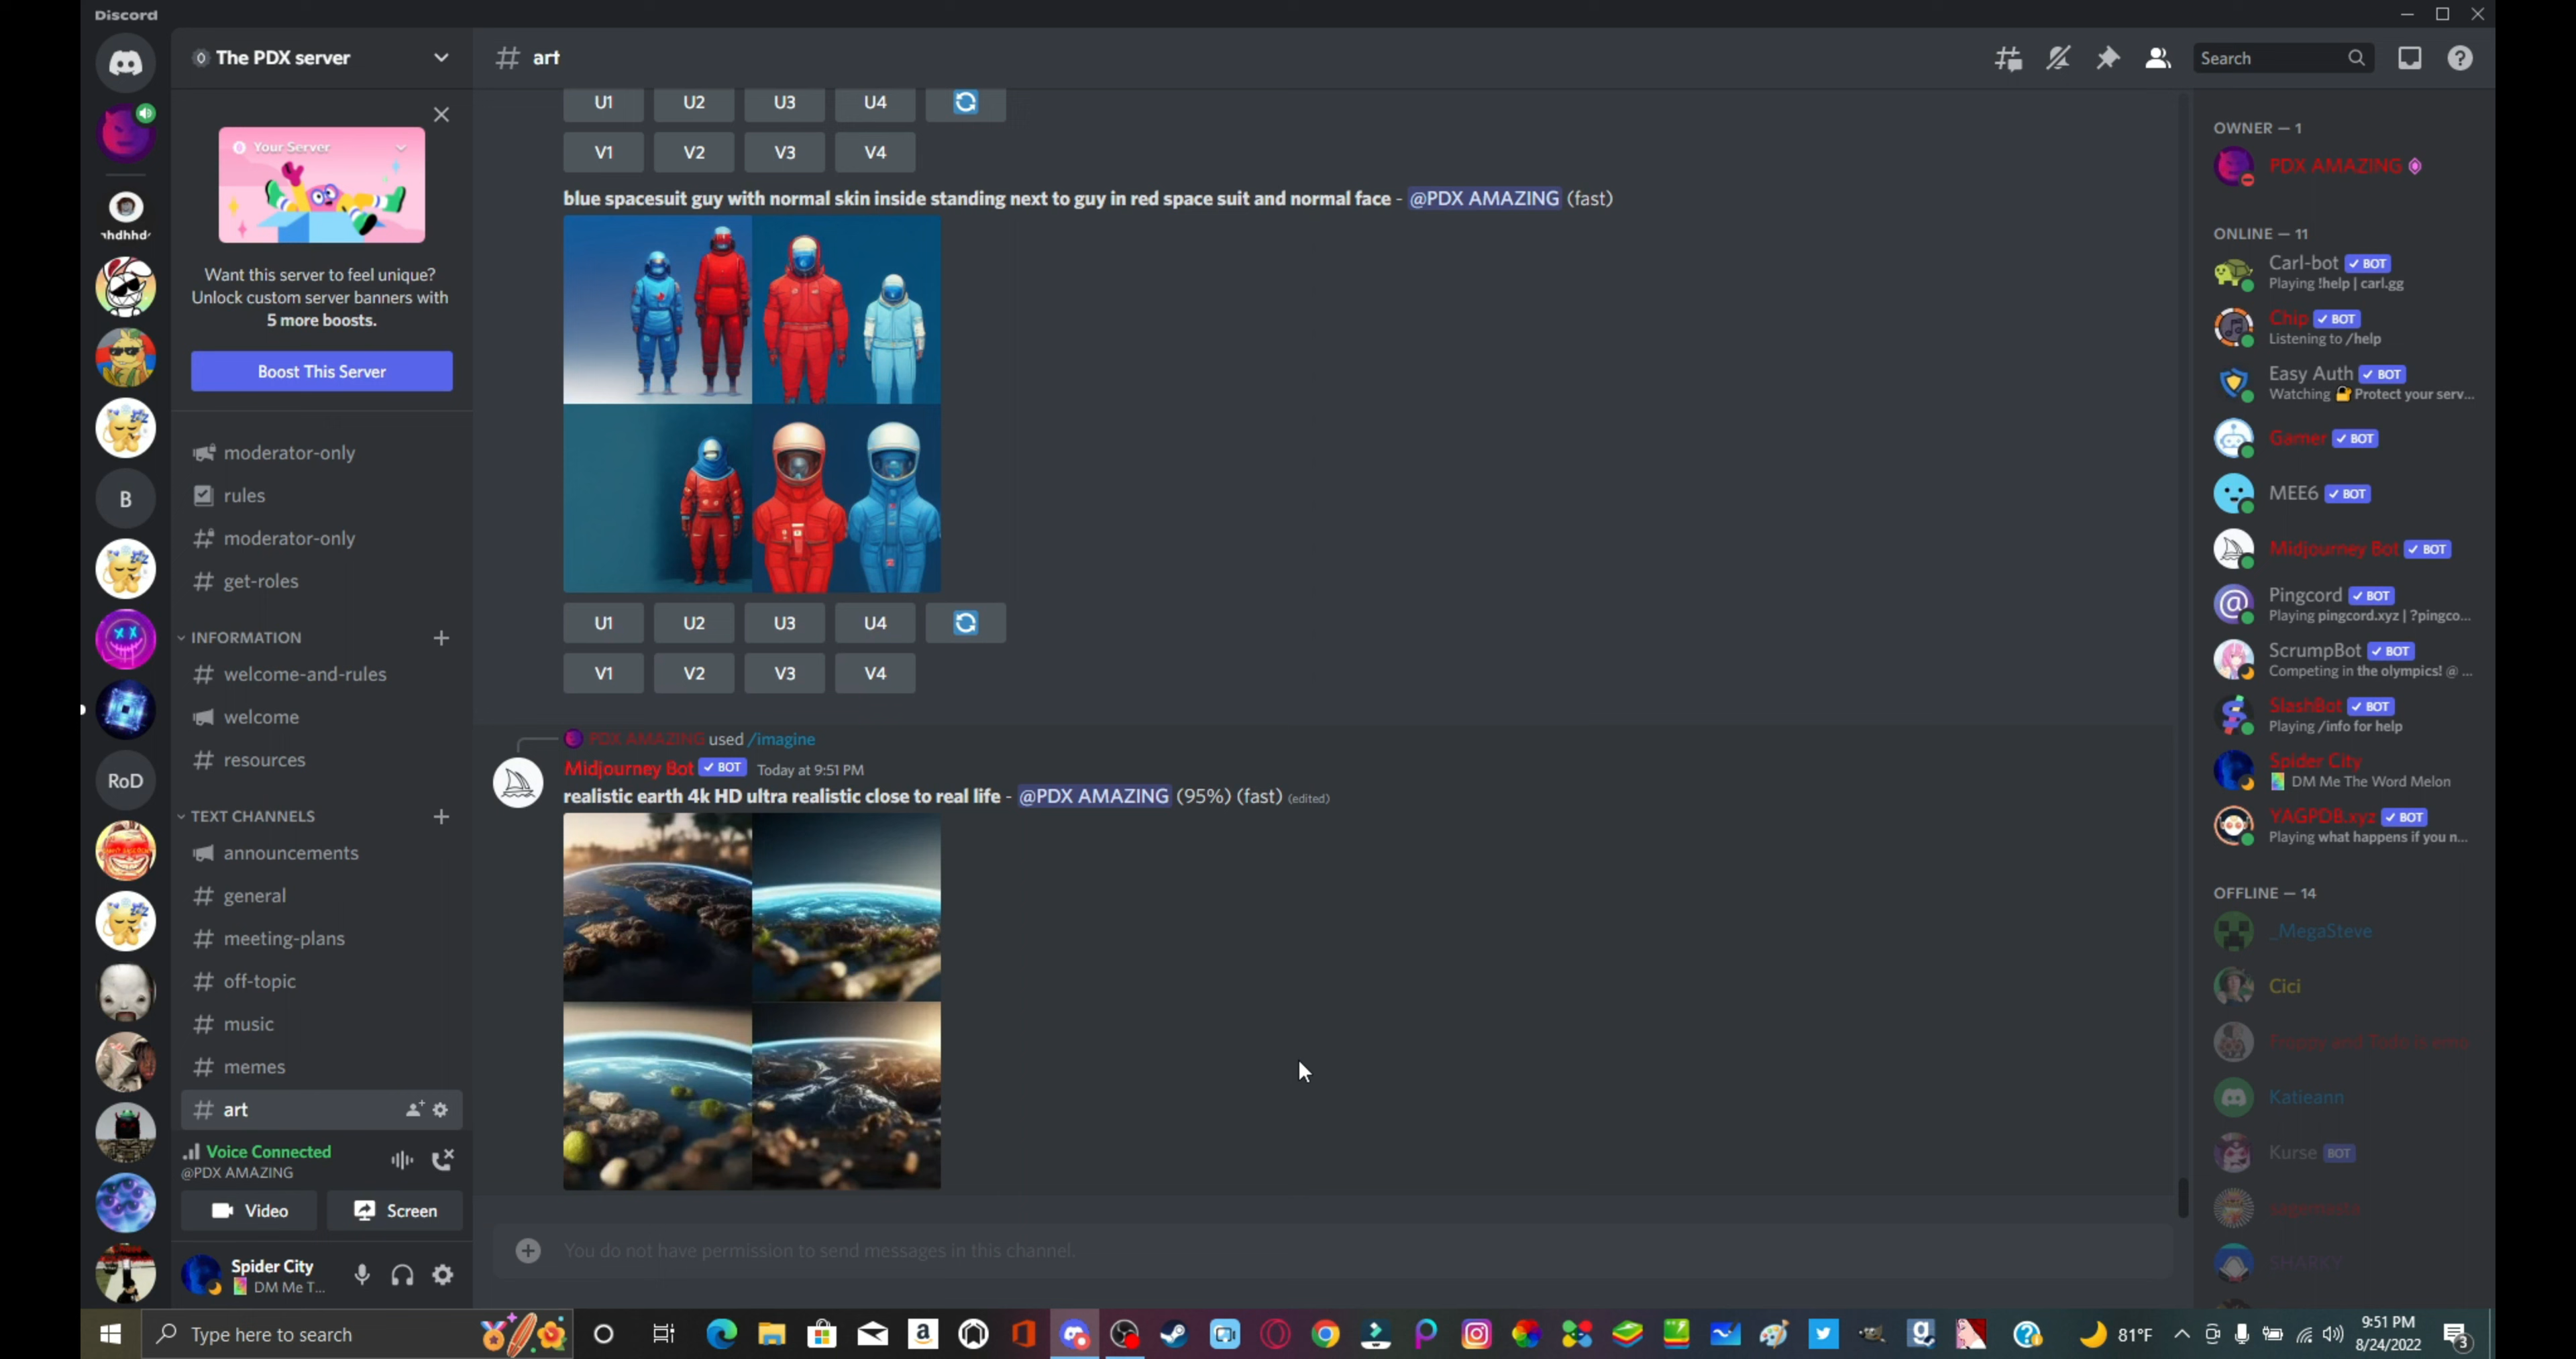 Discord
The PDX server
Your Server
Want this server to feel unique?
Unlock custom server banners with
5 more boosts.
Boost This Server
hdhhd
B
RoD
moderator-only
rules
moderator-only
get-roles
INFORMATION
welcome-and-rules
welcome
resources
TEXT CHANNELS
announcements
general
meeting-plans
off-topic
music
memes
art
Voice Connected
@PDX AMAZING
Video
Screen
Spider City
DM Me T...
# art
Search
U1 U2 U3 U4
V1 V2 V3 V4
blue spacesuit guy with normal skin inside standing next to guy in red space suit and normal face - @PDX AMAZING (fast)
U1 U2 U3 U4
V1 V2 V3 V4
PDX AMAZING used /imagine
Midjourney Bot ✓ BOT Today at 9:51 PM
realistic earth 4k HD ultra realistic close to real life - @PDX AMAZING (95%) (fast) (edited)
You do not have permission to send messages in this channel.
OWNER — 1
PDX AMAZING
ONLINE — 11
Carl-bot ✓ BOT
Playing !help | carl.gg
Chip ✓ BOT
Listening to /help
Easy Auth ✓ BOT
Watching 🔐 Protect your serv...
Gamer ✓ BOT
MEE6 ✓ BOT
Midjourney Bot ✓ BOT
Pingcord ✓ BOT
Playing pingcord.xyz | ?pingco...
ScrumpBot ✓ BOT
Competing in the olympics! @ ...
SlashBot ✓ BOT
Playing /info for help
Spider City
DM Me The Word Melon
YAGPDB.xyz ✓ BOT
Playing what happens if you n...
OFFLINE — 14
_MegaSteve
Cici
Katieann
Kurse BOT
SHARKY
Type here to search
81°F
9:51 PM
8/24/2022
3